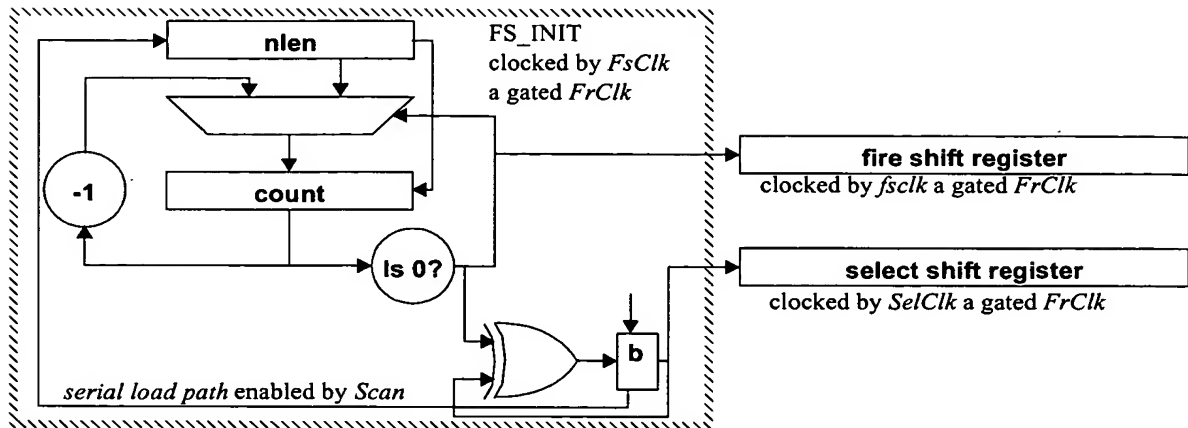 nlen
FS_INIT
clocked by FsClk
a gated FrClk
-1
count
fire shift register
clocked by fsclk a gated FrClk
Is 0?
select shift register
clocked by SelClk a gated FrClk
b
serial load path enabled by Scan